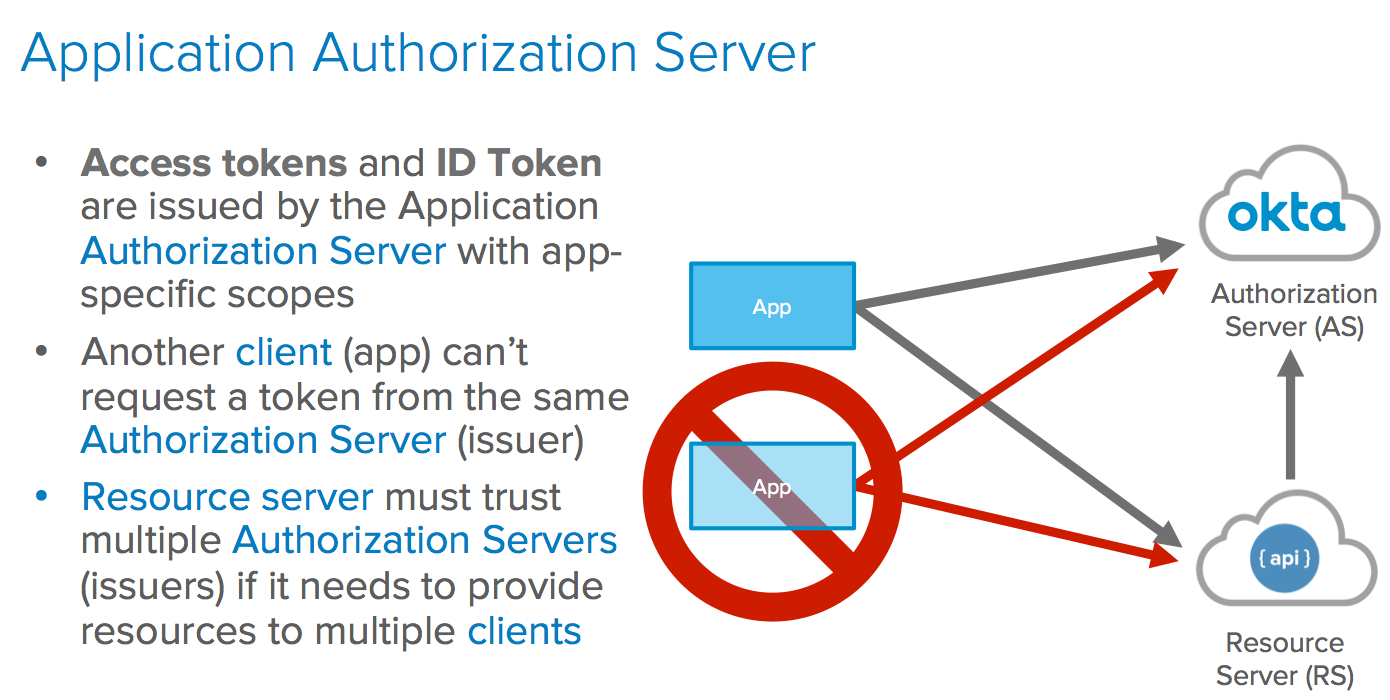 Application Authorization Server
• Access tokens and ID Token
are issued by the Application
Authorization Server with app-
specific scopes
• Another client (app) can’t
request a token from the same
Authorization Server (issuer)
• Resource server must trust
multiple Authorization Servers
(issuers) if it needs to provide
resources to multiple clients
App
App
okta
Authorization
Server (AS)
{ api }
Resource
Server (RS)